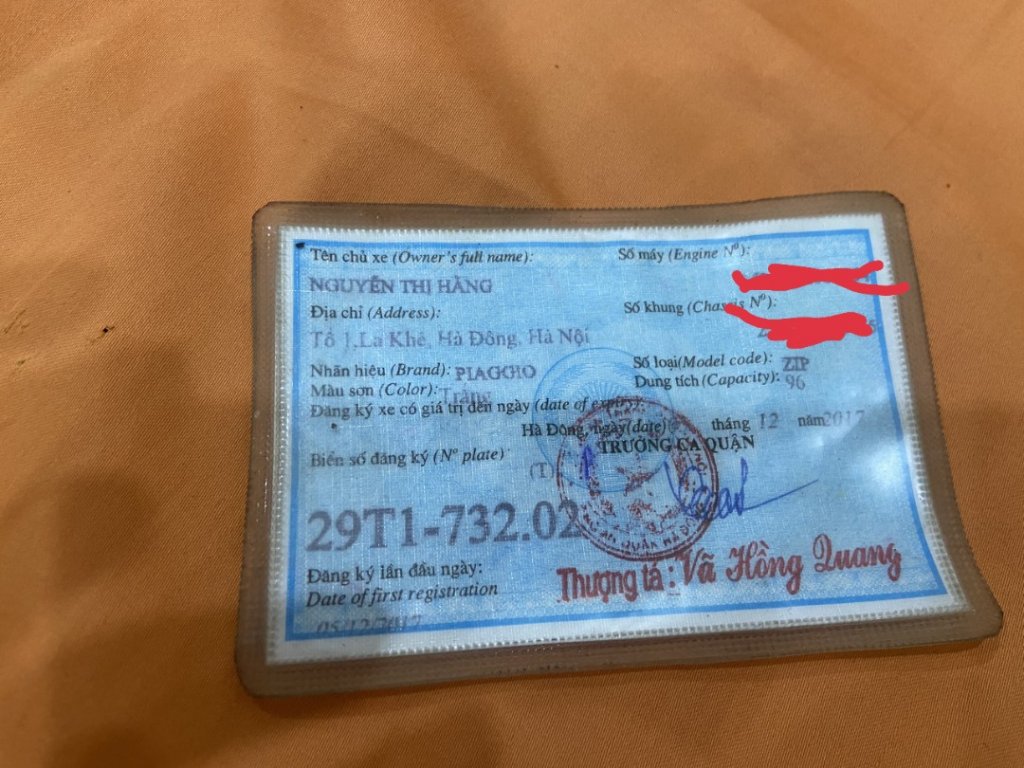 Tên chủ xe (Owner's full name):
NGUYỄN THỊ HẰNG
Địa chỉ (Address):
Tổ 1.La Khê, Hà Đông, Hà Nội
Nhãn hiệu (Brand): PIAGGIO
Màu sơn (Color): Trắng
Số máy (Engine Nº):
Số khung (Chassis Nº):
Số loại(Model code): ZIP
Dung tích (Capacity): 96
Đăng ký xe có giá trị đến ngày (date of expiry):
Hà Đông, ngày(date) tháng 12 năm 2017
TRƯỞNG CA QUẬN
Biển số đăng ký (Nº plate)
(T)
29T1-732.02
Đăng ký lần đầu ngày:
Date of first registration
05/12/2017
Thượng tá : Vã Hồng Quang